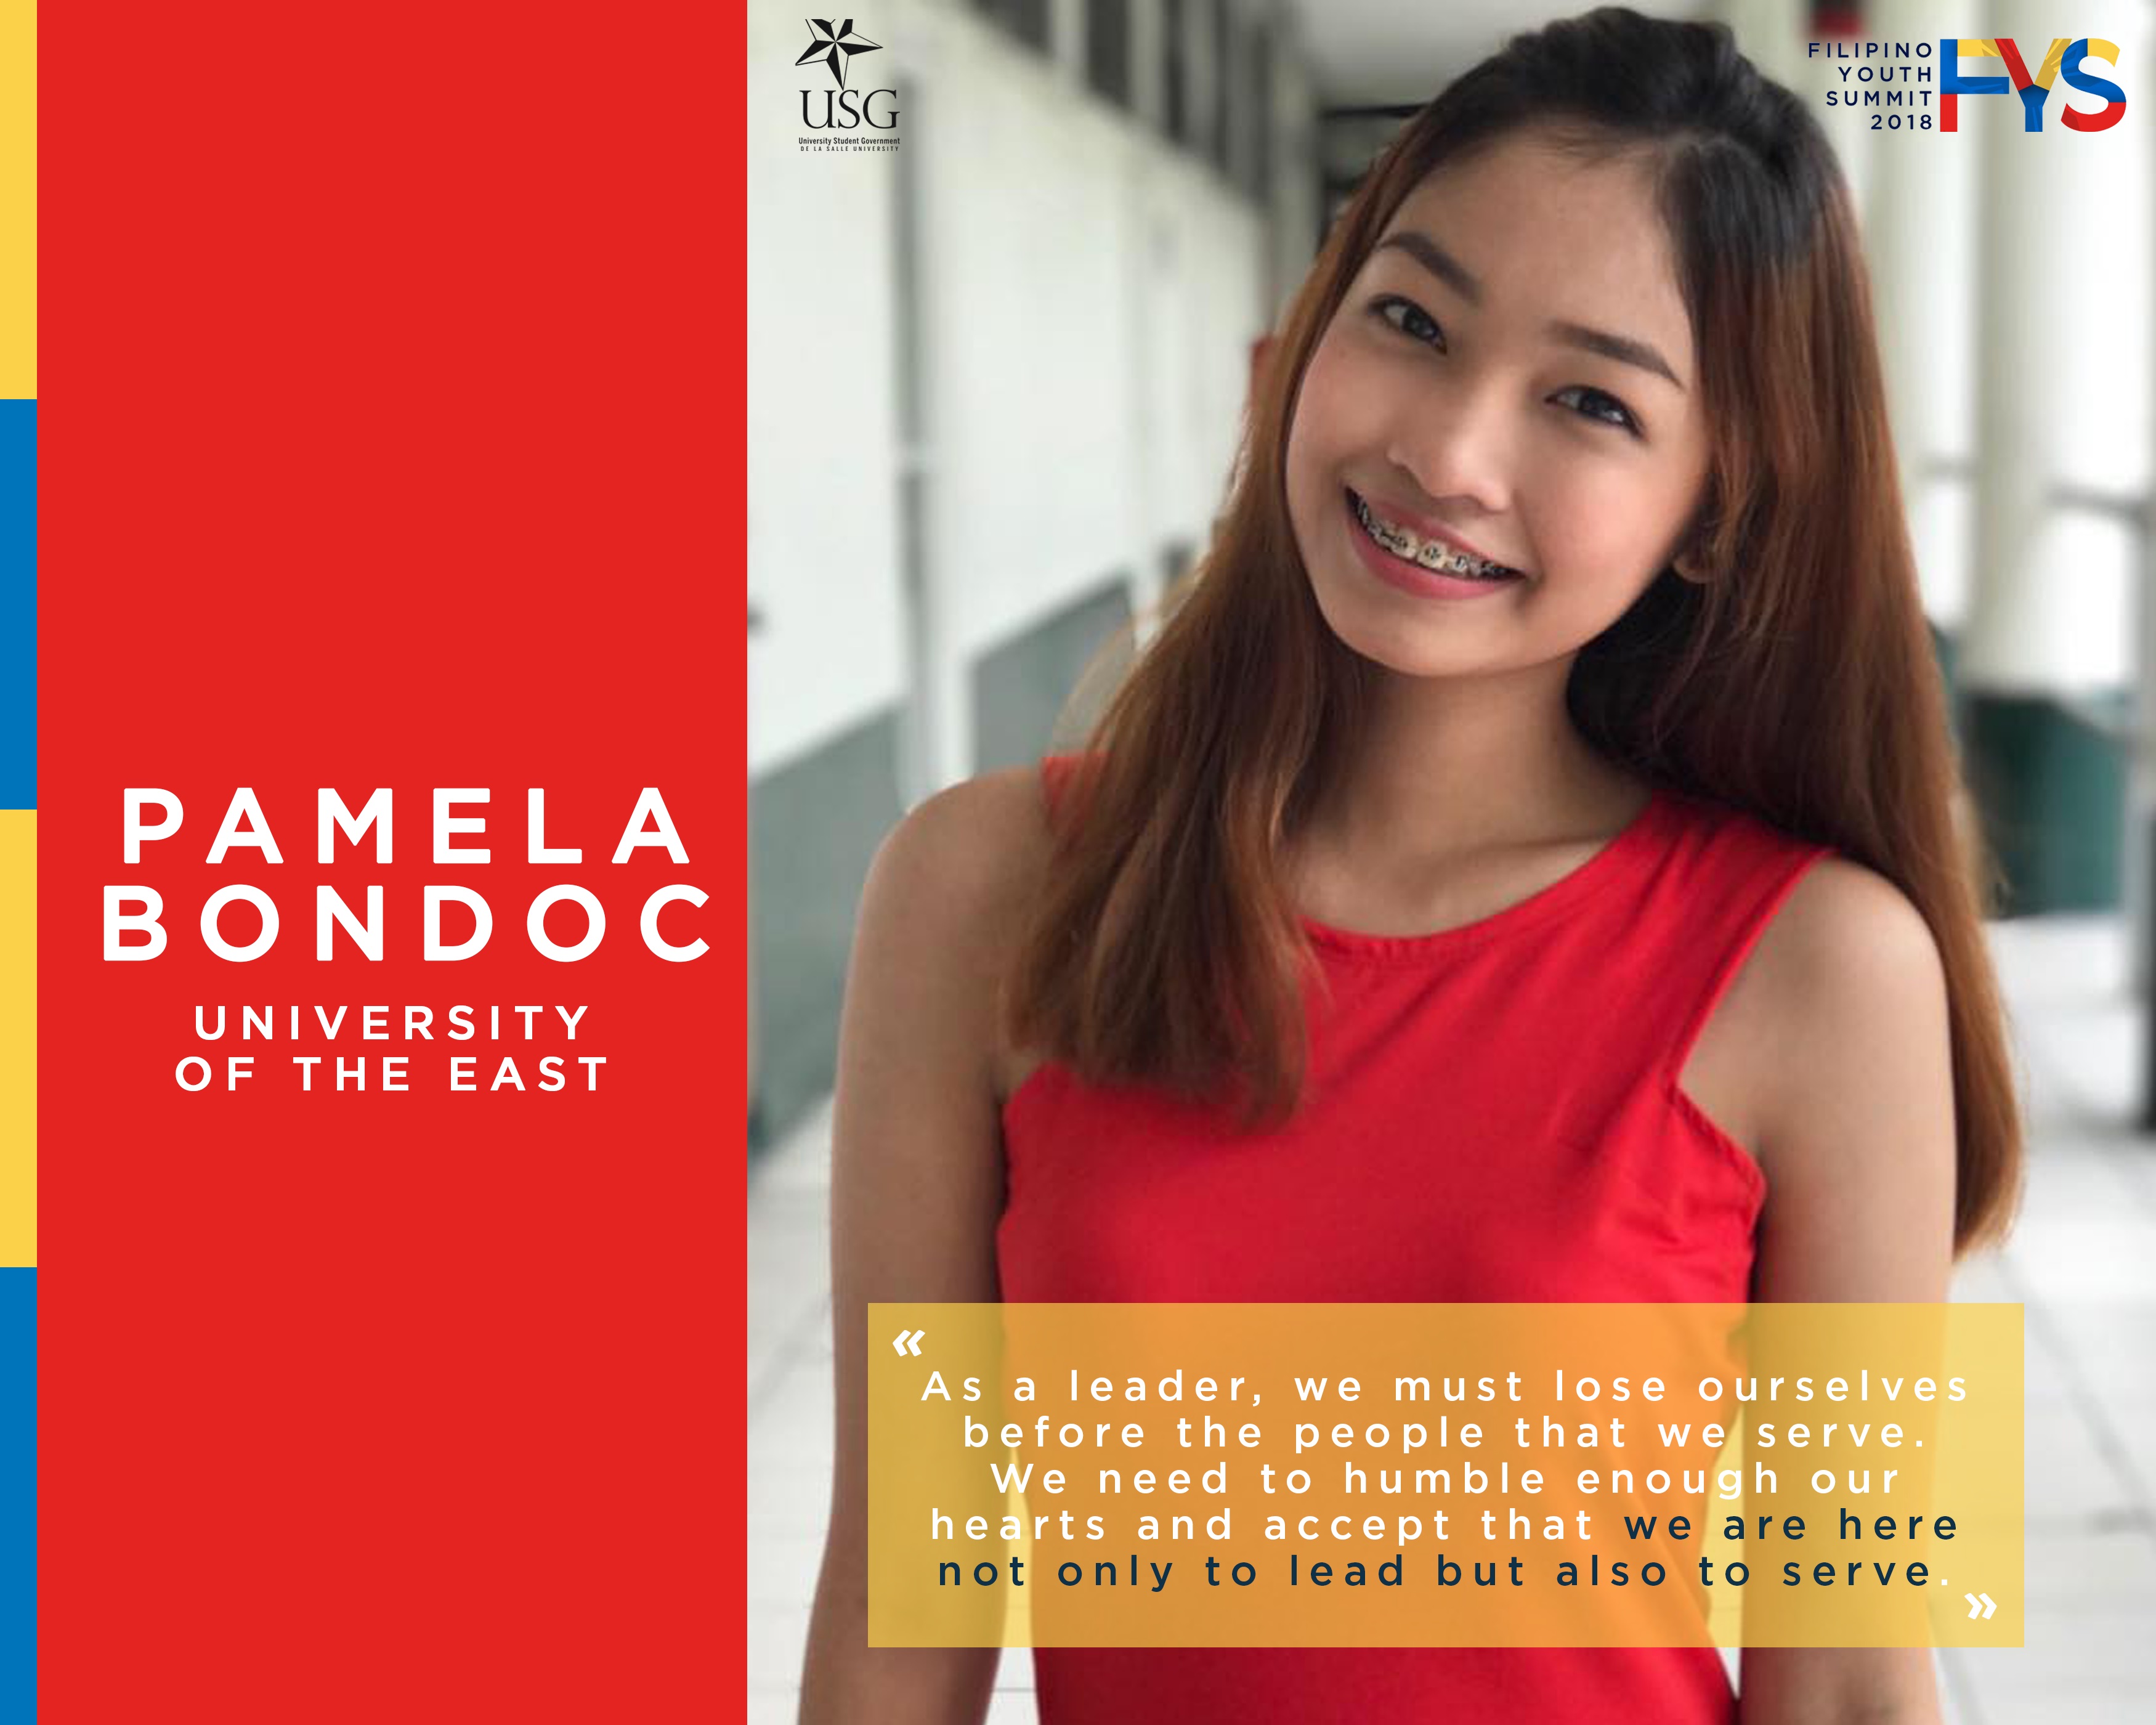 PAMELA
BONDOC
UNIVERSITY
OF THE EAST
USG
University Student Government
DE LA SALLE UNIVERSITY
FILIPINO
YOUTH
SUMMIT
2018
FYS
«
As a leader, we must lose ourselves
before the people that we serve.
We need to humble enough our
hearts and accept that we are here
not only to lead but also to serve.
»